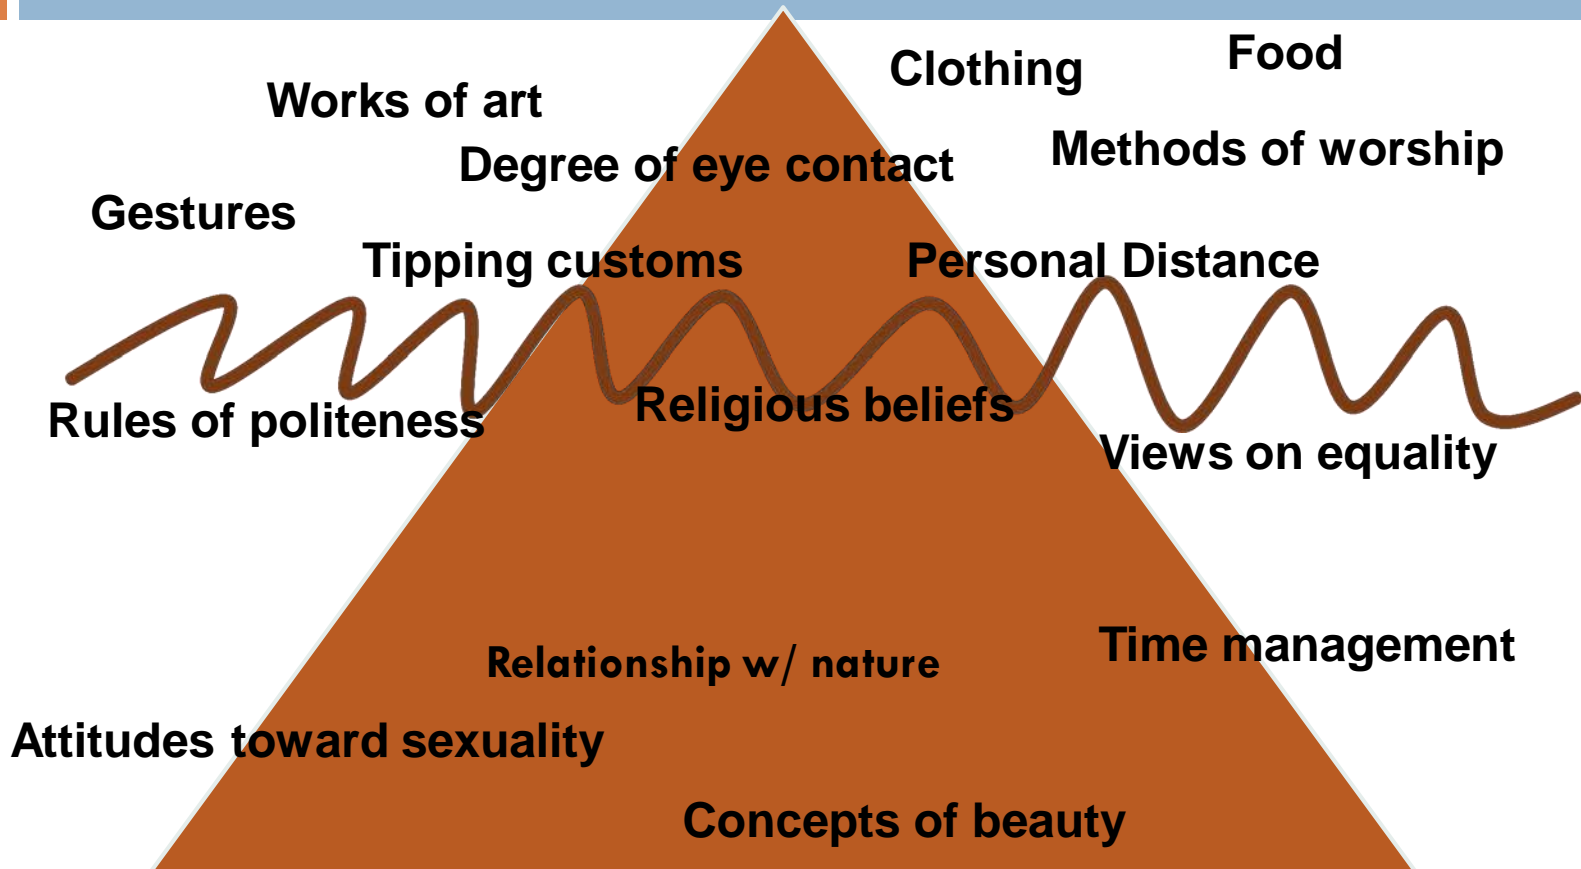 Food
Clothing
Works of art
Methods of worship
Degree of eye contact
Gestures
Tipping customs
Personal Distance
Religious beliefs
Rules of politeness
Views on equality
Time management
Relationship w/ nature
Attitudes toward sexuality
Concepts of beauty